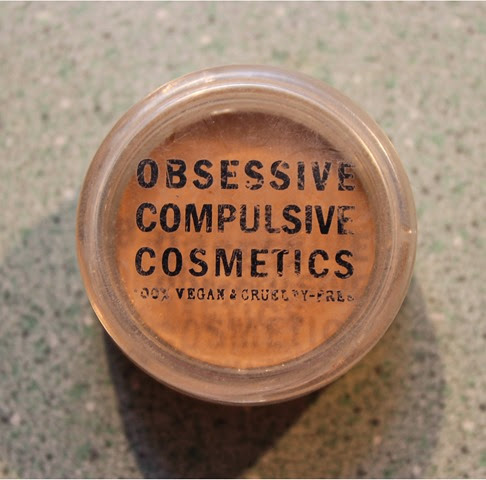 OBSESSIVE
COMPULSIVE
COSMETICS
100% VEGAN & CRUELTY-FREE